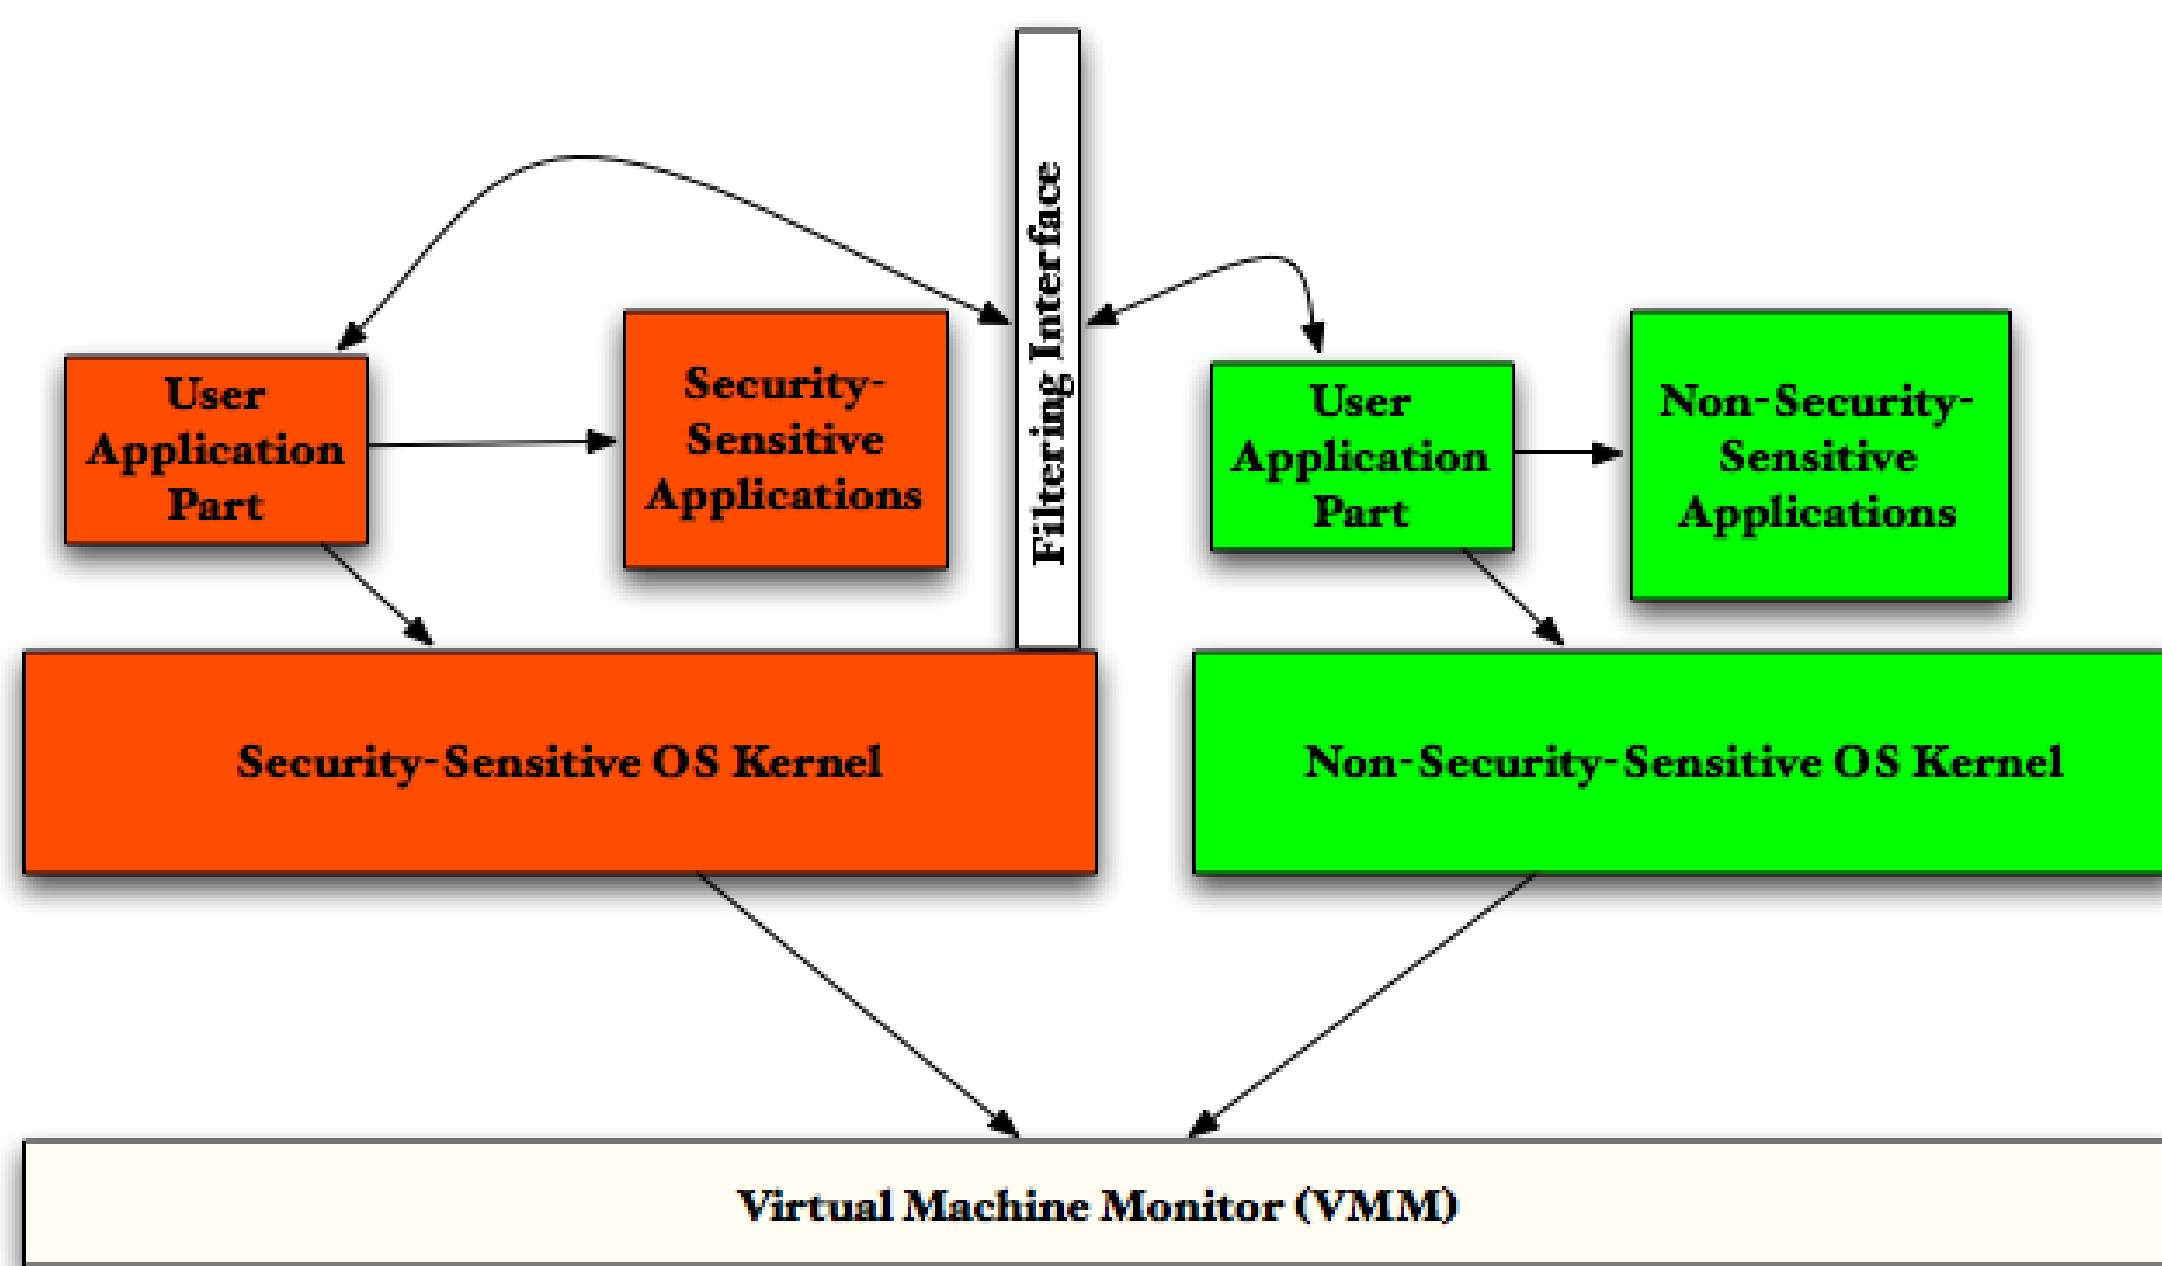 Filtering Interface
User
Application
Part
Security-
Sensitive
Applications
User
Application
Part
Non-Security-
Sensitive
Applications
Security-Sensitive OS Kernel
Non-Security-Sensitive OS Kernel
Virtual Machine Monitor (VMM)